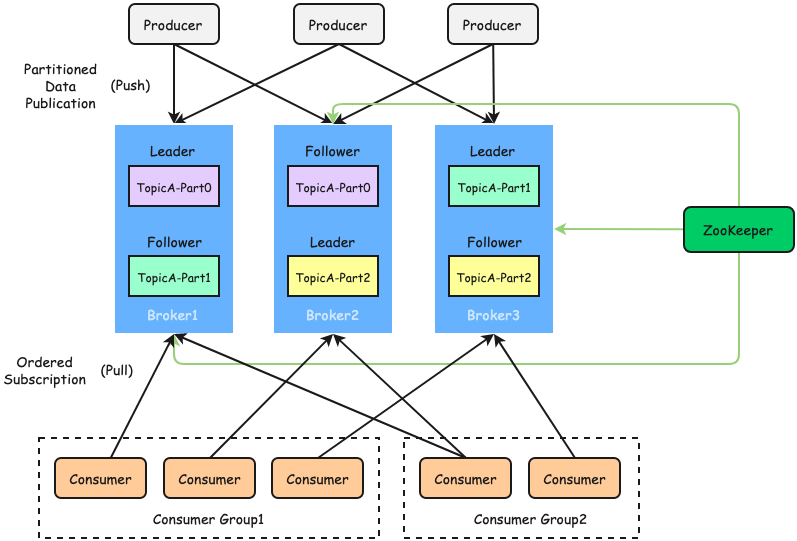 Producer
Producer
Producer
Partitioned
Data
Publication
(Push)
Leader
TopicA-Part0
Follower
TopicA-Part1
Broker1
Follower
TopicA-Part0
Leader
TopicA-Part2
Broker2
Leader
TopicA-Part1
Follower
TopicA-Part2
Broker3
ZooKeeper
Ordered
Subscription
(Pull)
Consumer
Consumer
Consumer
Consumer Group1
Consumer
Consumer
Consumer Group2